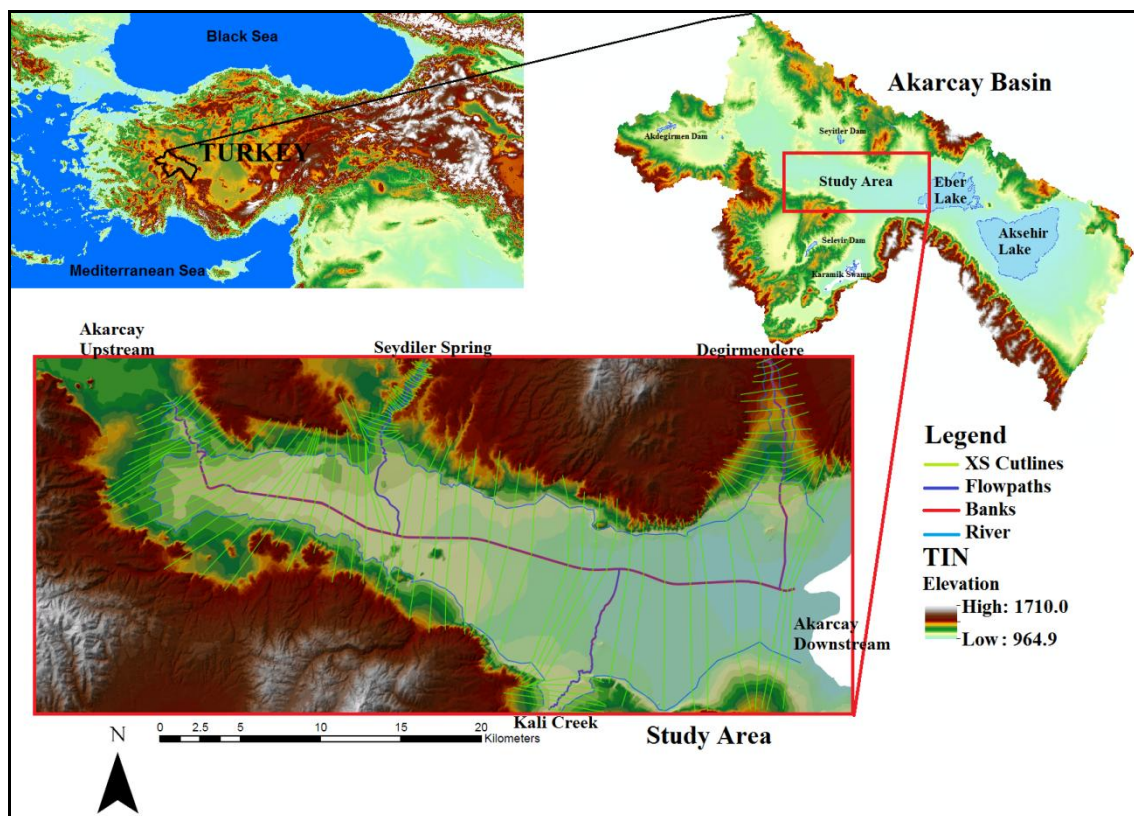 Black Sea
TURKEY
Mediterranean Sea
Akarcay Basin
Akdegirmen Dam
Seyitler Dam
Study Area
Eber
Lake
Aksehir
Lake
Selevir Dam
Karamik Swamp
Akarcay
Upstream
Seydiler Spring
Degirmendere
Akarcay
Downstream
Kali Creek
Study Area
Legend
XS Cutlines
Flowpaths
Banks
River
TIN
Elevation
High: 1710.0
Low : 964.9
N
0 2.5 5 10 15 20
Kilometers